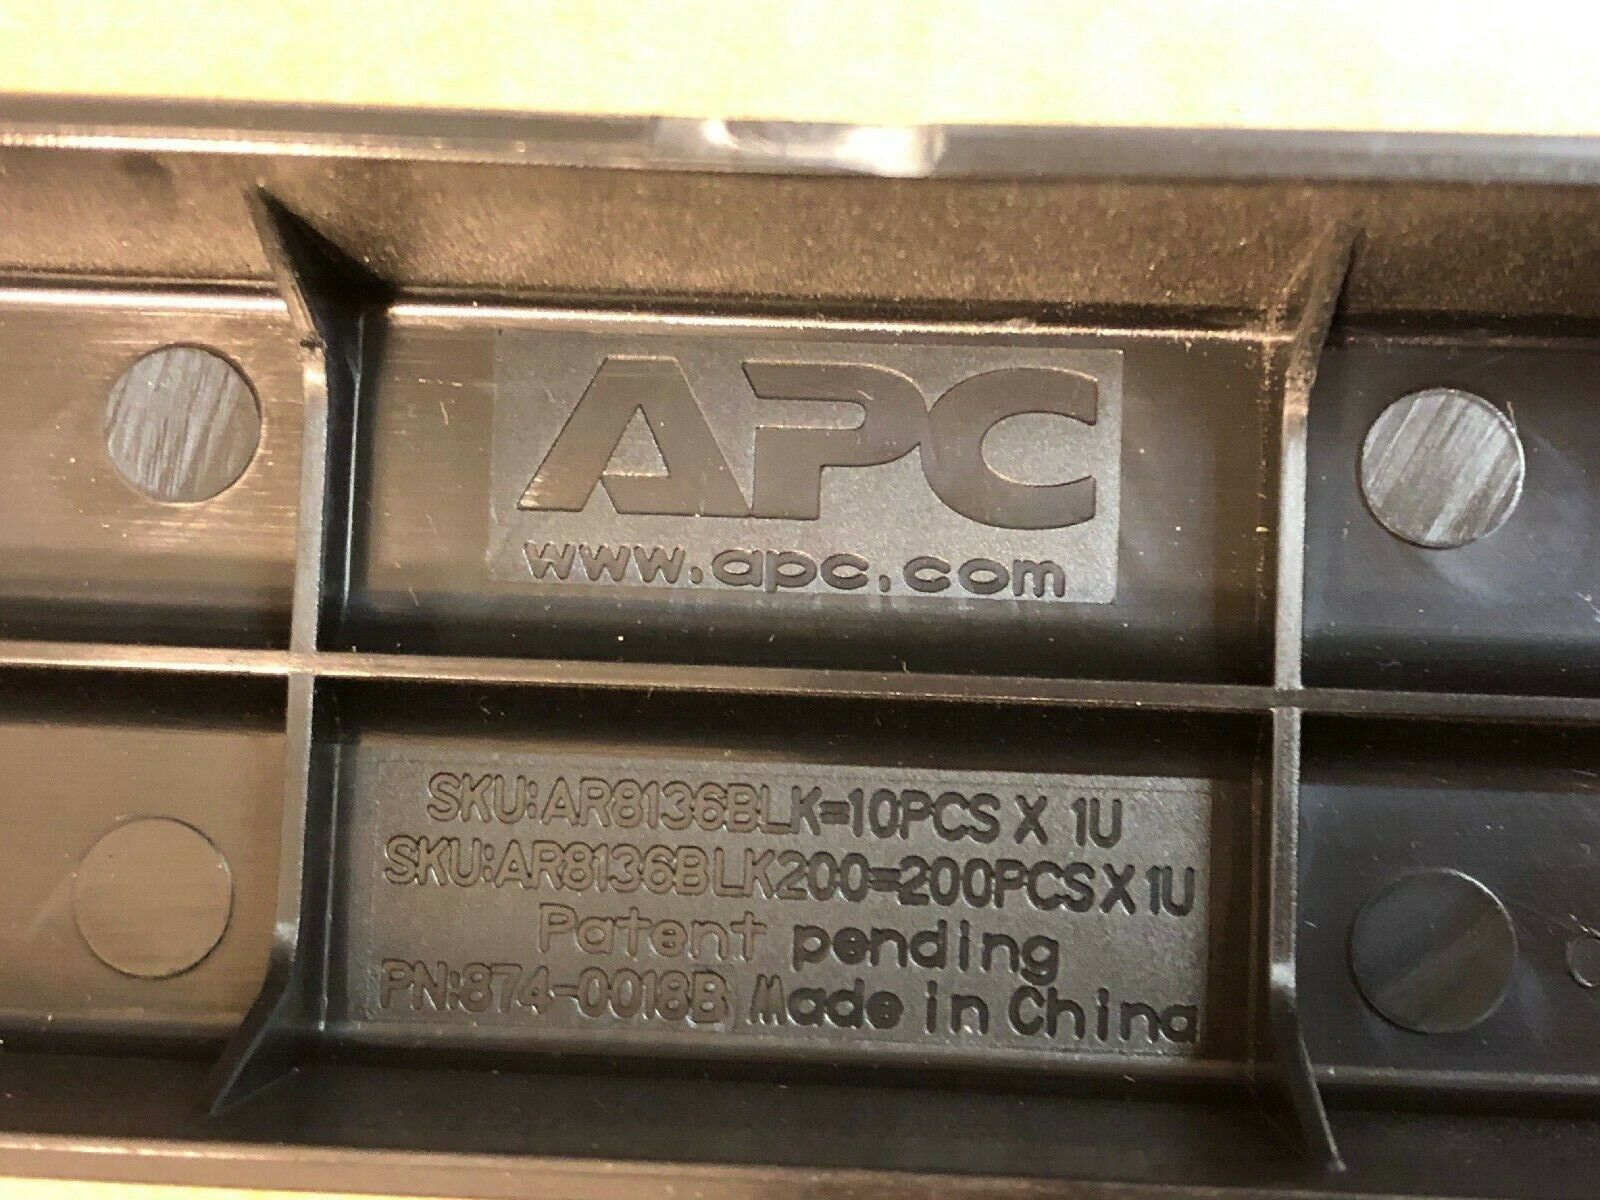 APC
www.apc.com
SKU:AR8136BLK=10PCS X 1U
SKU:AR8136BLK200=200PCS X 1U
Patent pending
PN:874-0018B Made in China